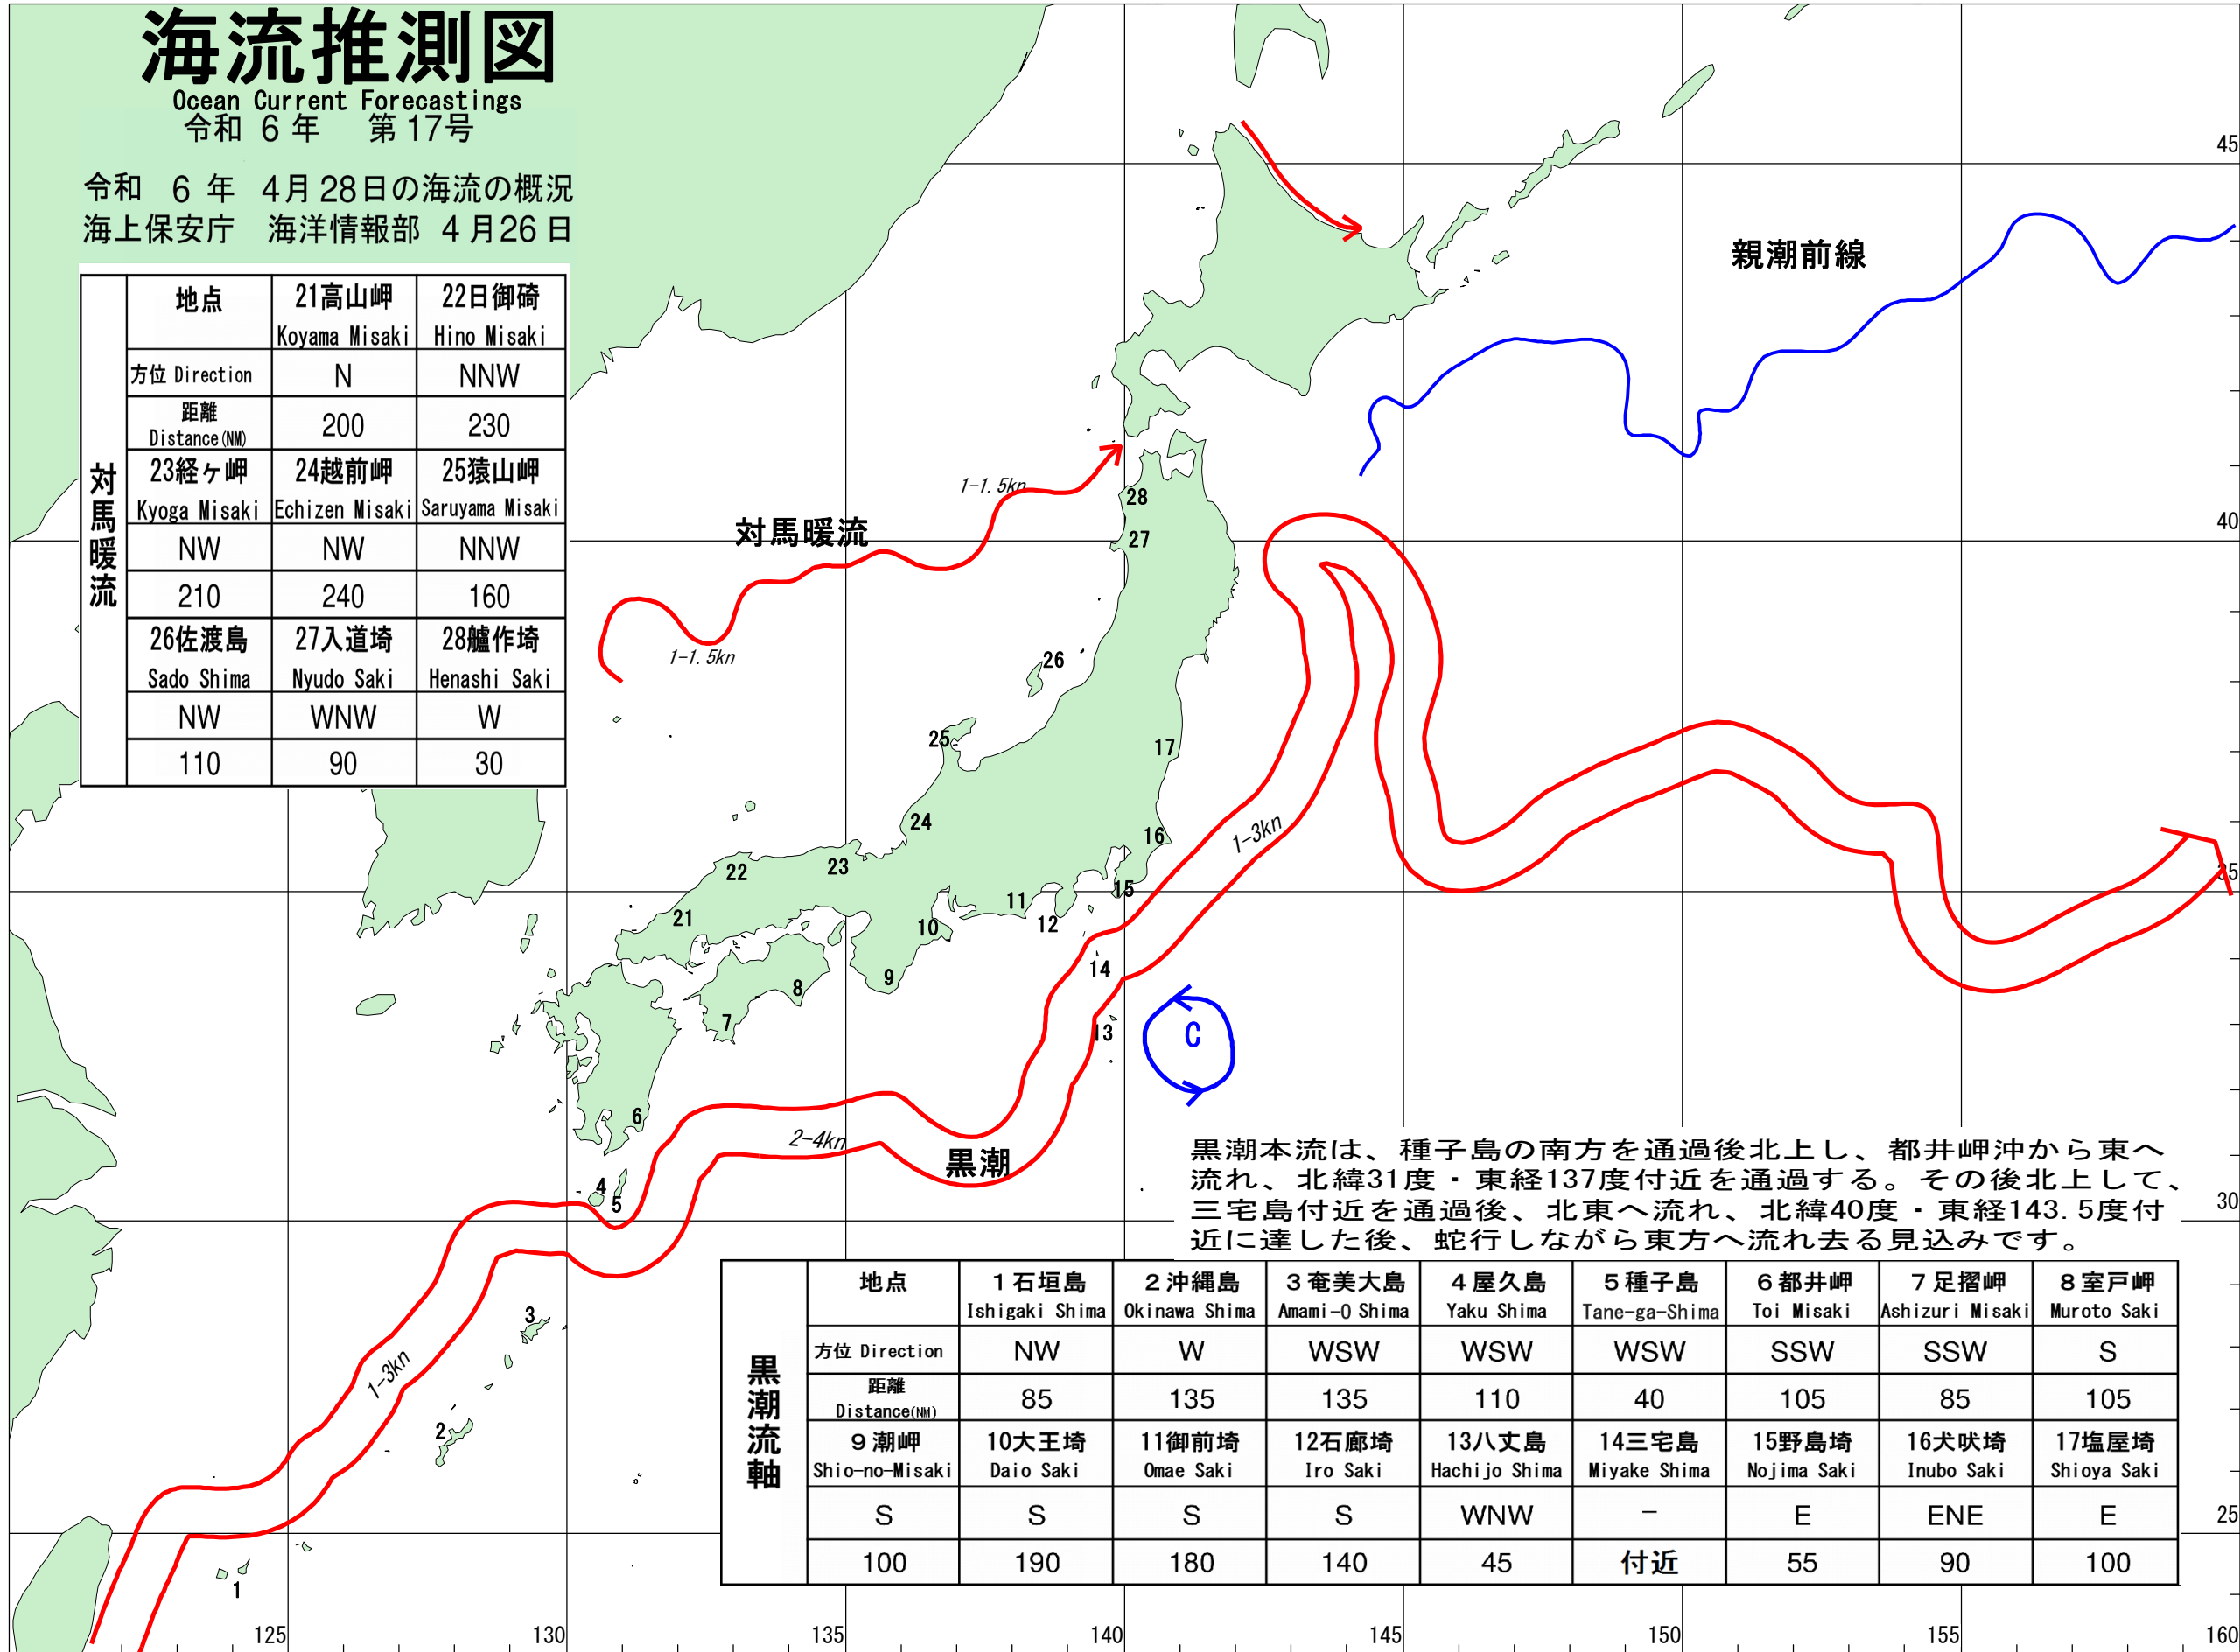 海流推測図
Ocean Current Forecastings
令和 6 年 第 17号
令和 6 年 4月 28日の海流の概況
海上保安庁 海洋情報部 4 月26 日
対馬暖流
地点 21高山岬 22日御碕
Koyama Misaki Hino Misaki
方位 Direction N NNW
距離 Distance(NM) 200 230
23経ヶ岬 24越前岬 25猿山岬
Kyoga Misaki Echizen Misaki Saruyama Misaki
NW NW NNW
210 240 160
26佐渡島 27入道埼 28艫作埼
Sado Shima Nyudo Saki Henashi Saki
NW WNW W
110 90 30
親潮前線
対馬暖流
1-1.5kn
1-1.5kn
28
27
26
25
17
24
16
23
22
15
11
21
12
10
14
9
8
7
13
C
1-3kn
6
2-4kn
黒潮
4
5
3
1-3kn
2
1
45
40
35
30
25
黒潮本流は、種子島の南方を通過後北上し、都井岬沖から東へ
流れ、北緯31度・東経137度付近を通過する。その後北上して、
三宅島付近を通過後、北東へ流れ、北緯40度・東経143.5度付
近に達した後、蛇行しながら東方へ流れ去る見込みです。
黒潮流軸
地点 1石垣島 2沖縄島 3奄美大島 4屋久島 5種子島 6都井岬 7足摺岬 8室戸岬
Ishigaki Shima Okinawa Shima Amami-O Shima Yaku Shima Tane-ga-Shima Toi Misaki Ashizuri Misaki Muroto Saki
方位 Direction NW W WSW WSW WSW SSW SSW S
距離 Distance(NM) 85 135 135 110 40 105 85 105
9潮岬 10大王埼 11御前埼 12石廊埼 13八丈島 14三宅島 15野島埼 16犬吠埼 17塩屋埼
Shio-no-Misaki Daio Saki Omae Saki Iro Saki Hachijo Shima Miyake Shima Nojima Saki Inubo Saki Shioya Saki
S S S S WNW − E ENE E
100 190 180 140 45 付近 55 90 100
125 130 135 140 145 150 155 160